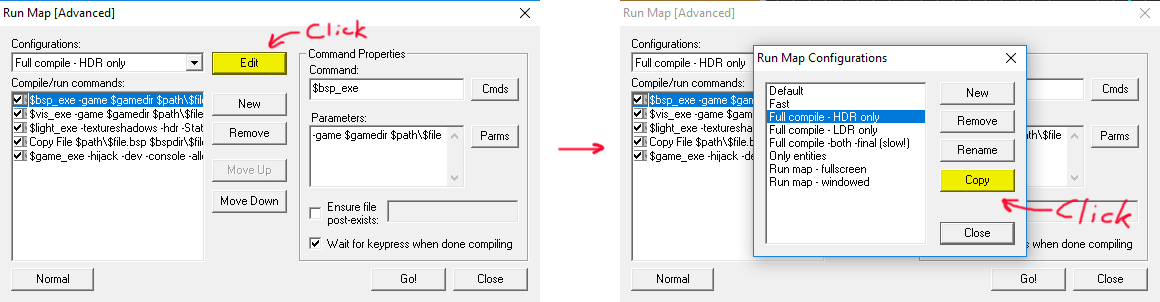 Run Map [Advanced]
Click
Configurations:
Full compile - HDR only
Edit
Compile/run commands:
$bsp_exe -game $gamedir $path\$file
$vis_exe -game $gamedir $path\$file
$light_exe -textureshadows -hdr -Stat
Copy File $path\$file.bsp $bspdir\$file
$game_exe -hijack -dev -console -allo
New
Remove
Move Up
Move Down
Command Properties
Command:
$bsp_exe
Cmds
Parameters:
-game $gamedir $path\$file
Parms
Ensure file
post-exists:
Wait for keypress when done compiling
Normal
Go!
Close
Run Map [Advanced]
Configurations:
Full compile - HDR only
Compile/run commands:
$bsp_exe -game $ga
$vis_exe -game $gam
$light_exe -texturesh
Copy File $path\$file.b
$game_exe -hijack -de
Cmds
th\$file
Parms
s when done compiling
Normal
Go!
Close
Run Map Configurations
Default
Fast
Full compile - HDR only
Full compile - LDR only
Full compile -both -final (slow!)
Only entities
Run map - fullscreen
Run map - windowed
New
Remove
Rename
Copy
Click
Close